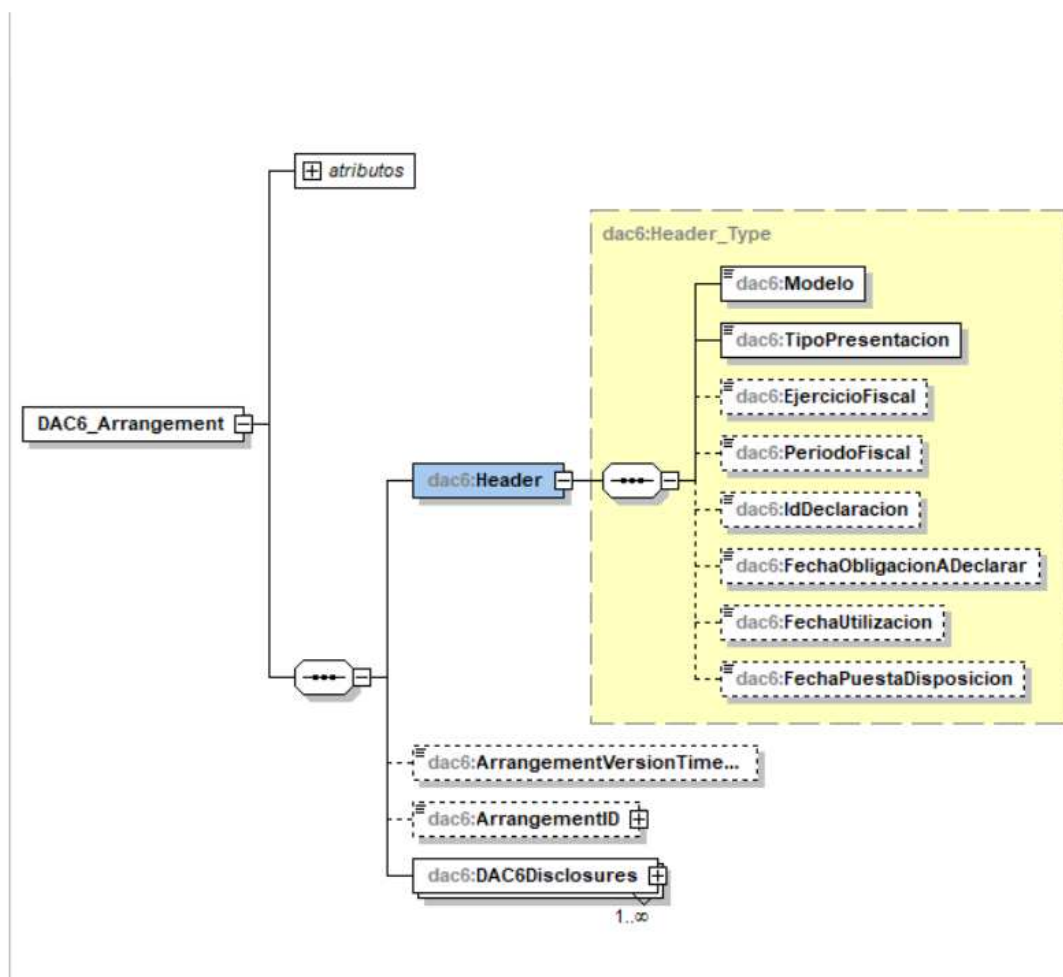 atributos
dac6:Header_Type
dac6:Modelo
dac6:TipoPresentacion
DAC6_Arrangement
dac6:EjercicioFiscal
dac6:PeriodoFiscal
dac6:Header
dac6:IdDeclaracion
dac6:FechaObligacionADeclarar
dac6:FechaUtilizacion
dac6:FechaPuestaDisposicion
dac6:ArrangementVersionTime...
dac6:ArrangementID
dac6:DAC6Disclosures
1..∞